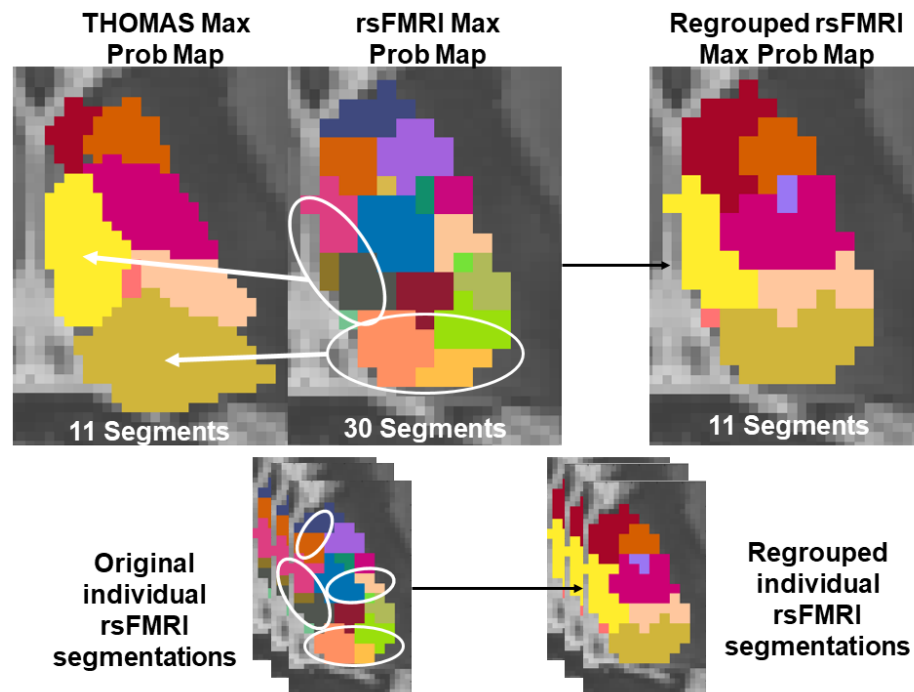 THOMAS Max
Prob Map
rsFMRI Max
Prob Map
Regrouped rsFMRI
Max Prob Map
11 Segments
30 Segments
11 Segments
Original
individual
rsFMRI
segmentations
Regrouped
individual
rsFMRI
segmentations